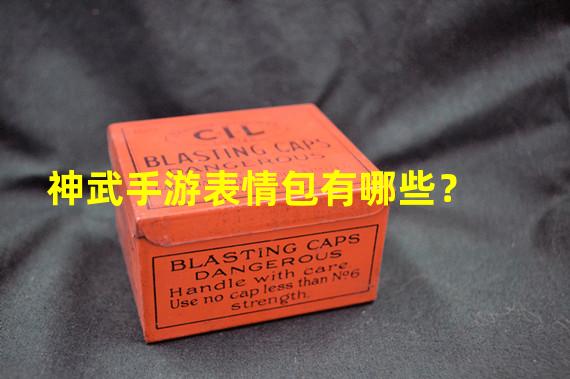 CIL
BLASTING CAPS
DANGEROUS
神武手游表情包有哪些？
BLASTING CAPS
DANGEROUS
Handle with care
Use no cap less than Nº6
strength.